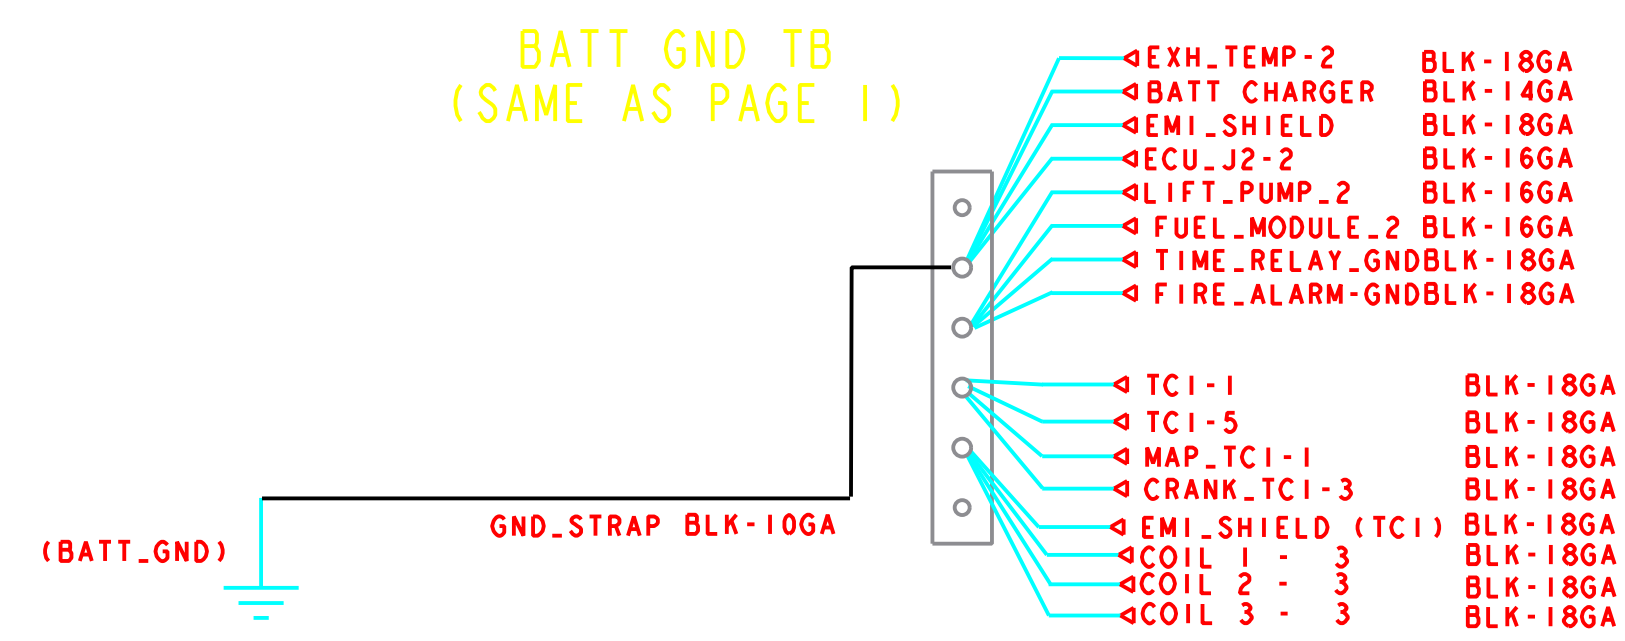 BATT GND TB
(SAME AS PAGE 1)
EXH_TEMP-2 BLK-18GA
BATT CHARGER BLK-14GA
EMI_SHIELD BLK-18GA
ECU_J2-2 BLK-16GA
LIFT_PUMP_2 BLK-16GA
FUEL_MODULE_2 BLK-16GA
TIME_RELAY_GND BLK-18GA
FIRE_ALARM-GND BLK-18GA
TCI-1 BLK-18GA
TCI-5 BLK-18GA
MAP_TCI-1 BLK-18GA
CRANK_TCI-3 BLK-18GA
EMI_SHIELD (TCI) BLK-18GA
COIL 1 - 3 BLK-18GA
COIL 2 - 3 BLK-18GA
COIL 3 - 3 BLK-18GA
GND_STRAP BLK-10GA
(BATT_GND)